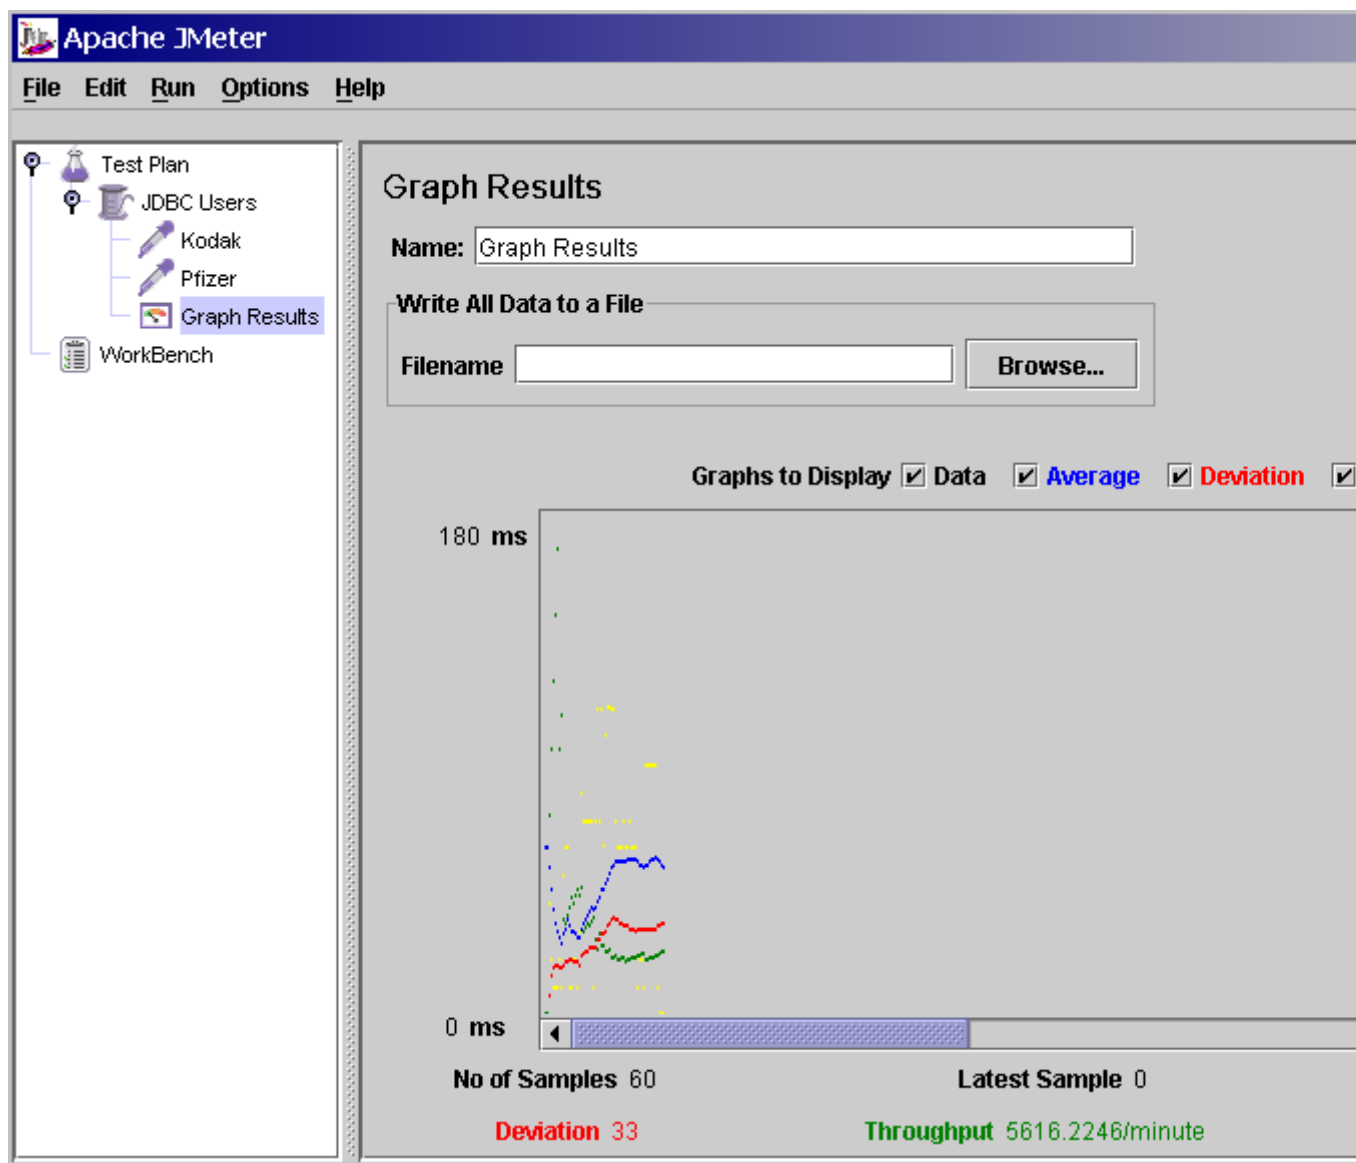 Apache JMeter
File Edit Run Options Help
Test Plan
JDBC Users
Kodak
Pfizer
Graph Results
WorkBench
Graph Results
Name: Graph Results
Write All Data to a File
Filename Browse...
Graphs to Display Data Average Deviation
180 ms
0 ms
No of Samples 60 Latest Sample 0
Deviation 33 Throughput 5616.2246/minute